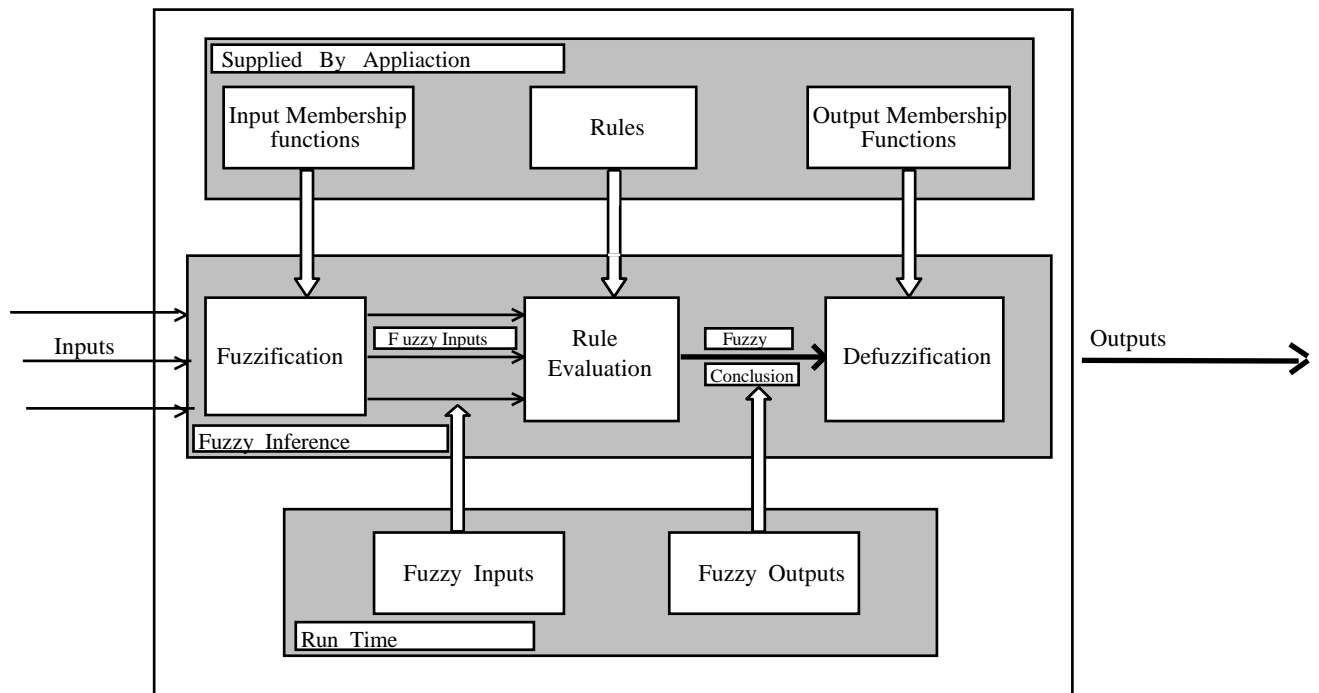 Supplied By Appliaction
Input Membership
functions
Rules
Output Membership
Functions
Inputs
Fuzzification
F uzzy Inputs
Rule
Evaluation
Fuzzy
Conclusion
Defuzzification
Outputs
Fuzzy Inference
Fuzzy Inputs
Fuzzy Outputs
Run Time